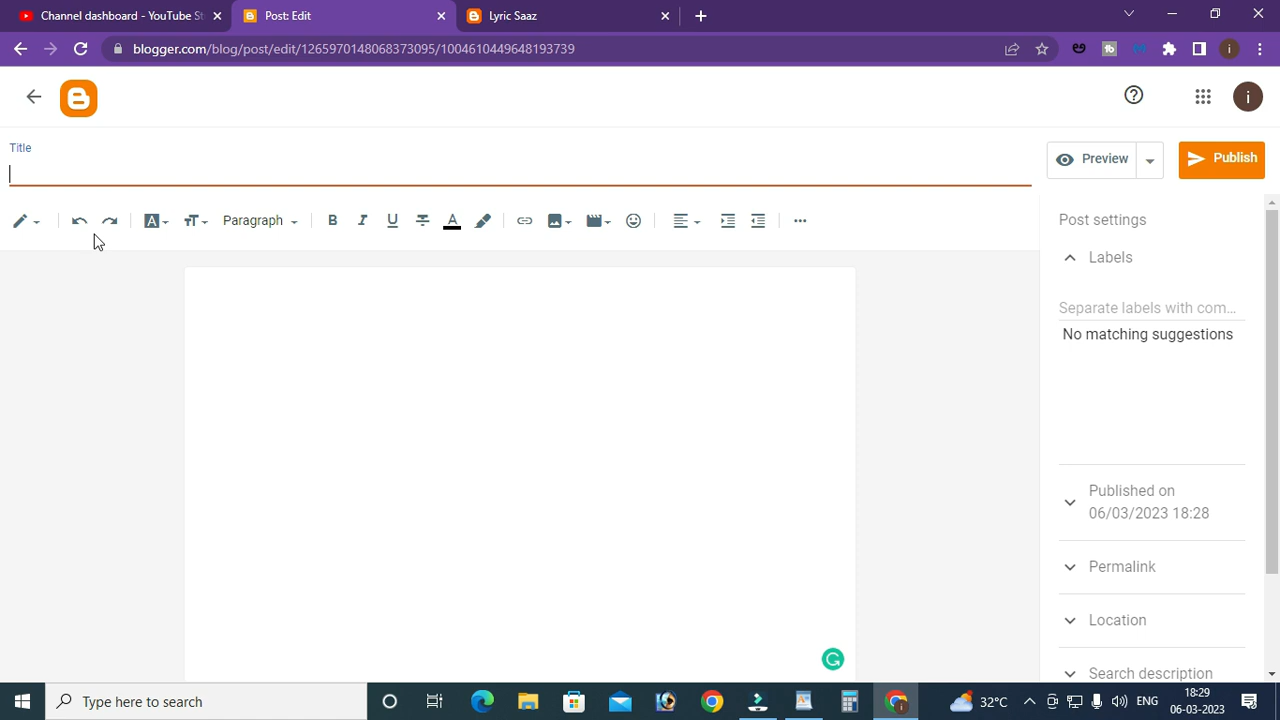 Channel dashboard - YouTube St
Post: Edit
Lyric Saaz
blogger.com/blog/post/edit/1265970148068373095/1004610449648193739
i
i
Title
Preview
Publish
Paragraph
B
I
U
A
Post settings
Labels
Separate labels with com...
No matching suggestions
Published on
06/03/2023 18:28
Permalink
Location
Search description
Type here to search
32°C
ENG
18:29
06-03-2023